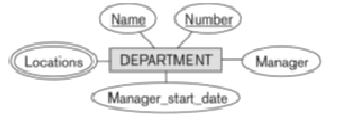 Name Number
Locations DEPARTMENT Manager
Manager_start_date